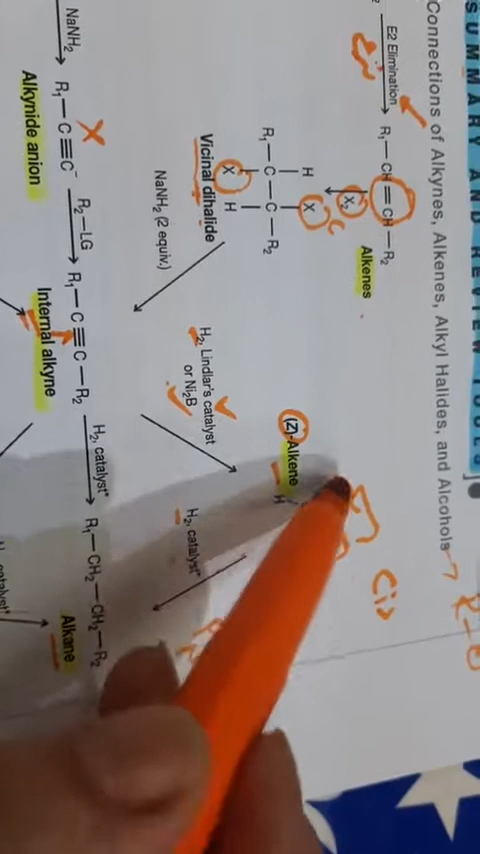 SUMMARY AND REVIEW TOOLS
Connections of Alkynes, Alkenes, Alkyl Halides, and Alcohols
E2 Elimination
R₁—CH=CH—R₂
Alkenes
X₂
H X
R₁—C—C—R₂
X H
Vicinal dihalide
NaNH₂ (2 equiv.)
H₂, Lindlar's catalyst
or Ni₂B
(Z)-Alkene
Cis
H
H₂, catalyst*
NaNH₂
R₁—C≡C⁻
Alkynide anion
R₂—LG
R₁—C≡C—R₂
Internal alkyne
H₂, catalyst*
R₁—CH₂—CH₂—R₂
Alkane
catalyst*